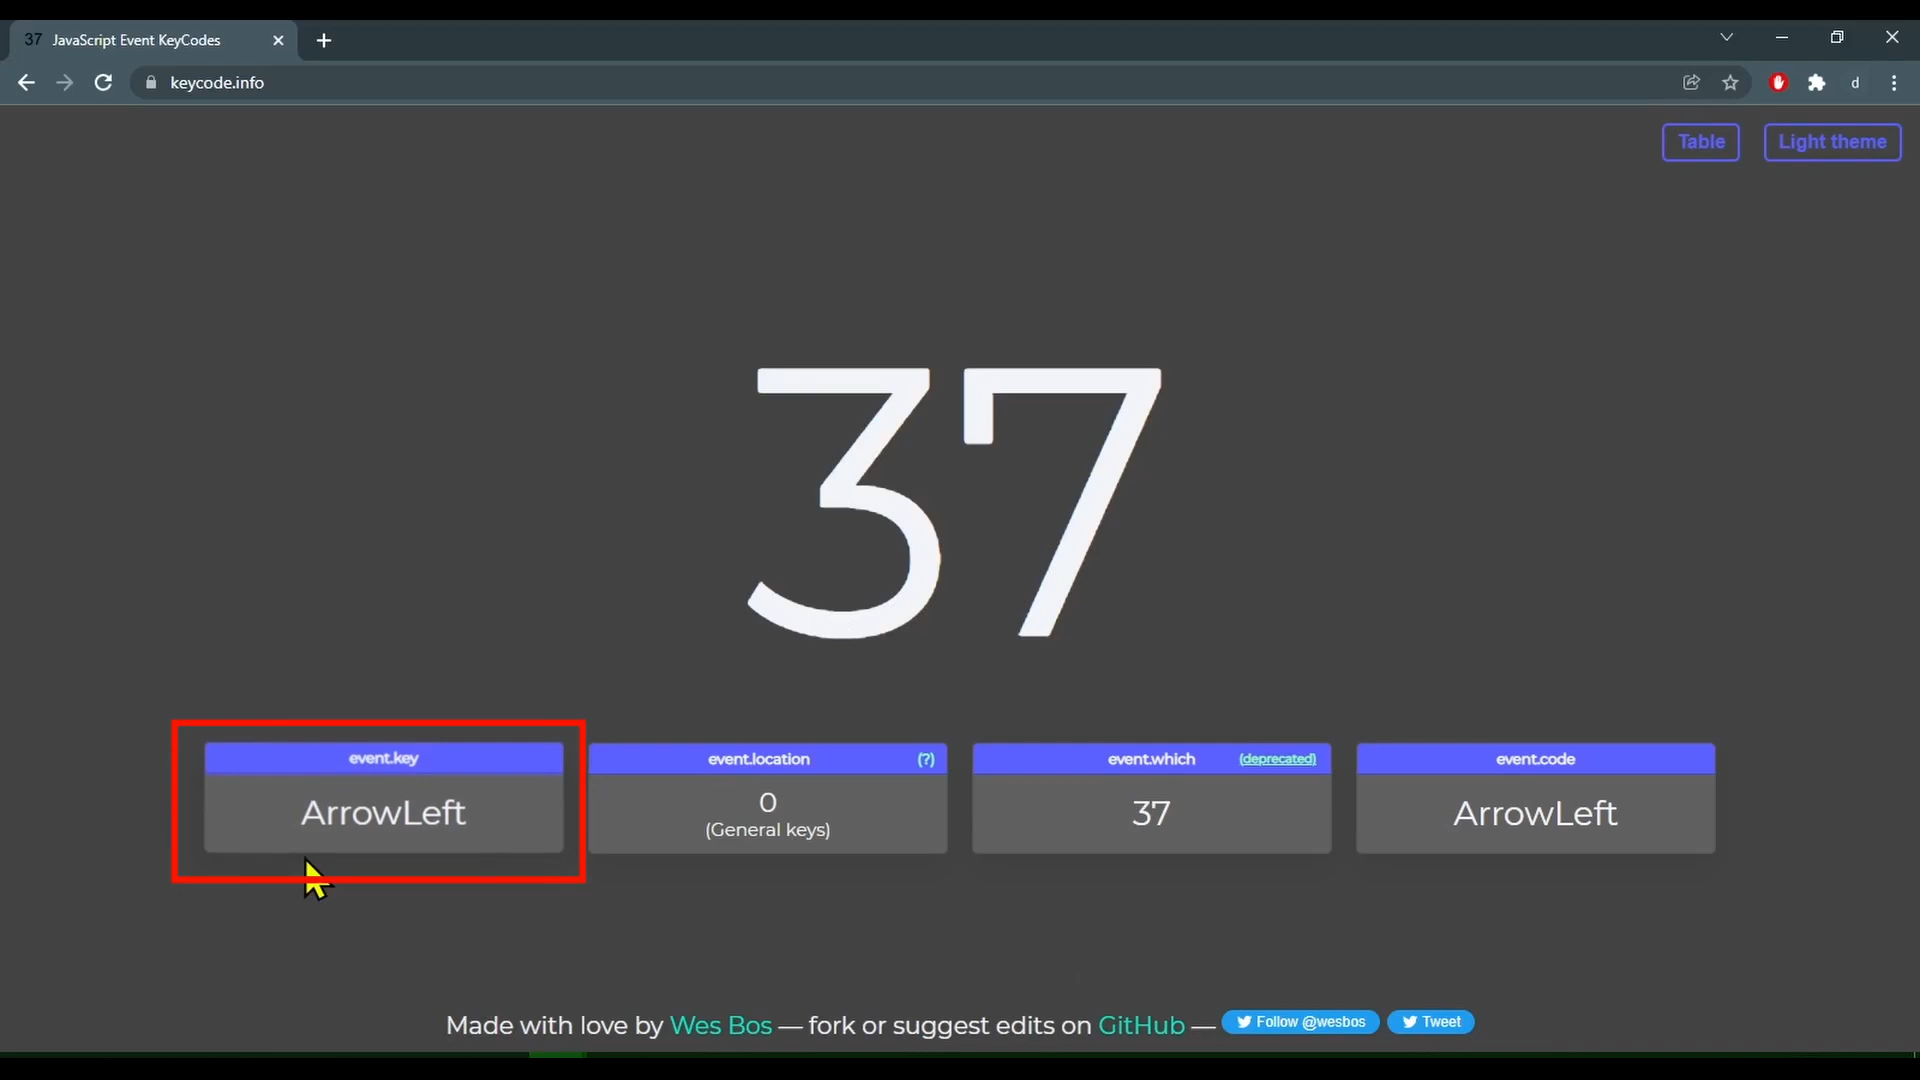 37 JavaScript Event KeyCodes
keycode.info
d
Table Light theme
37
event.key
ArrowLeft
event.location (?)
0
(General keys)
event.which (deprecated)
37
event.code
ArrowLeft
Made with love by Wes Bos — fork or suggest edits on GitHub — Follow @wesbos Tweet